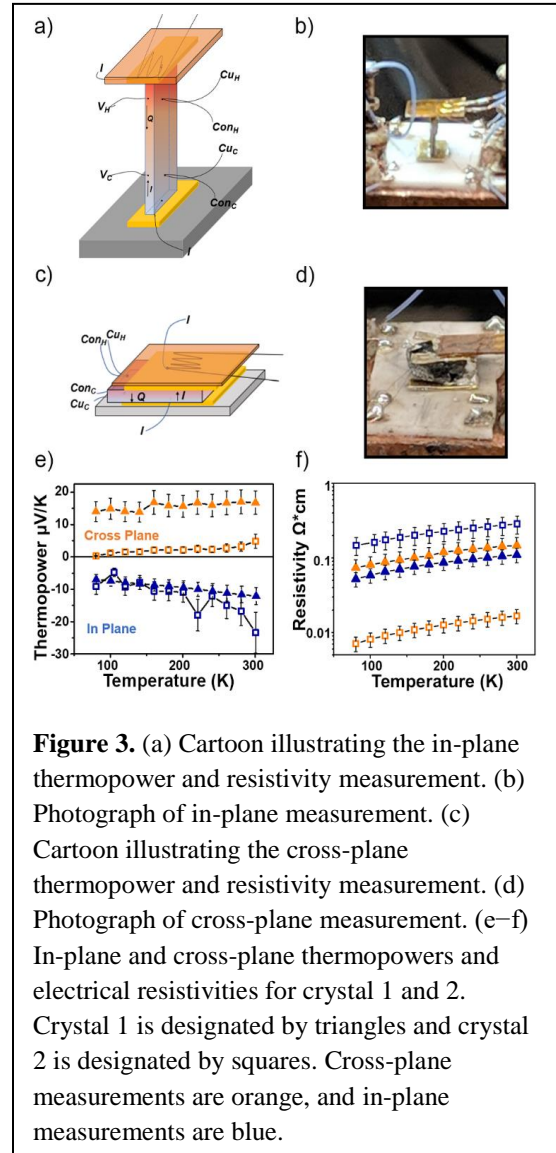 a)
b)
I
Cu_H
V_H
Q
Con_H
Cu_C
V_C
I
Con_C
I
c)
d)
I
Con_H
Cu_H
Con_C
Cu_C
Q
I
I
e)
f)
Thermopower µV/K
20
10
0
-10
-20
-30
Cross Plane
In Plane
100
200
300
Temperature (K)
Resistivity Ω*cm
1
0.1
0.01
100
200
300
Temperature (K)
Figure 3. (a) Cartoon illustrating the in-plane
thermopower and resistivity measurement. (b)
Photograph of in-plane measurement. (c)
Cartoon illustrating the cross-plane
thermopower and resistivity measurement. (d)
Photograph of cross-plane measurement. (e−f)
In-plane and cross-plane thermopowers and
electrical resistivities for crystal 1 and 2.
Crystal 1 is designated by triangles and crystal
2 is designated by squares. Cross-plane
measurements are orange, and in-plane
measurements are blue.